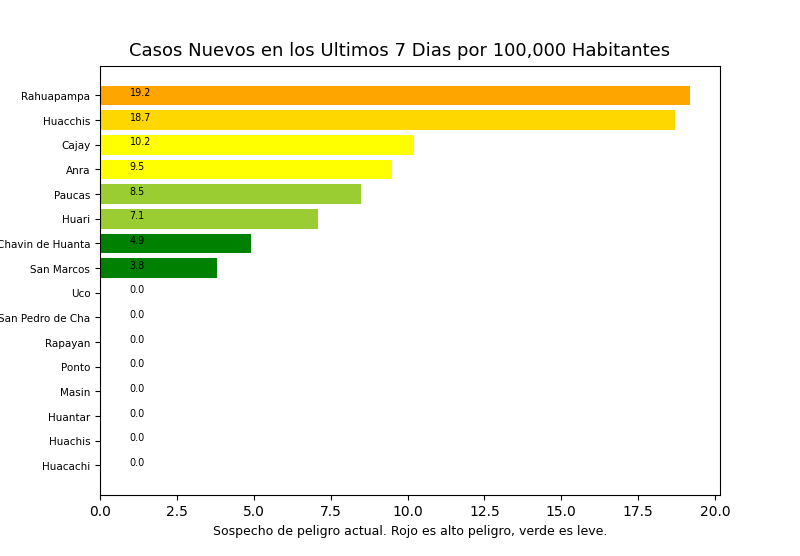 Casos Nuevos en los Ultimos 7 Dias por 100,000 Habitantes
Rahuapampa 19.2
Huacchis 18.7
Cajay 10.2
Anra 9.5
Paucas 8.5
Huari 7.1
Chavin de Huanta 4.9
San Marcos 3.8
Uco 0.0
San Pedro de Cha 0.0
Rapayan 0.0
Ponto 0.0
Masin 0.0
Huantar 0.0
Huachis 0.0
Huacachi 0.0
0.0 2.5 5.0 7.5 10.0 12.5 15.0 17.5 20.0
Sospecho de peligro actual. Rojo es alto peligro, verde es leve.